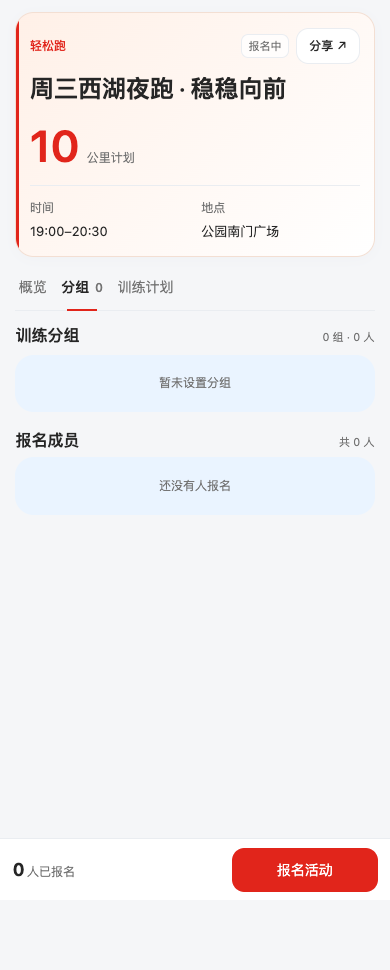 轻松跑
报名中
分享 ↗
周三西湖夜跑 · 稳稳向前
10 公里计划
时间
地点
19:00–20:30
公园南门广场
概览 分组 0 训练计划
训练分组
0 组 · 0 人
暂未设置分组
报名成员
共 0 人
还没有人报名
0 人已报名
报名活动